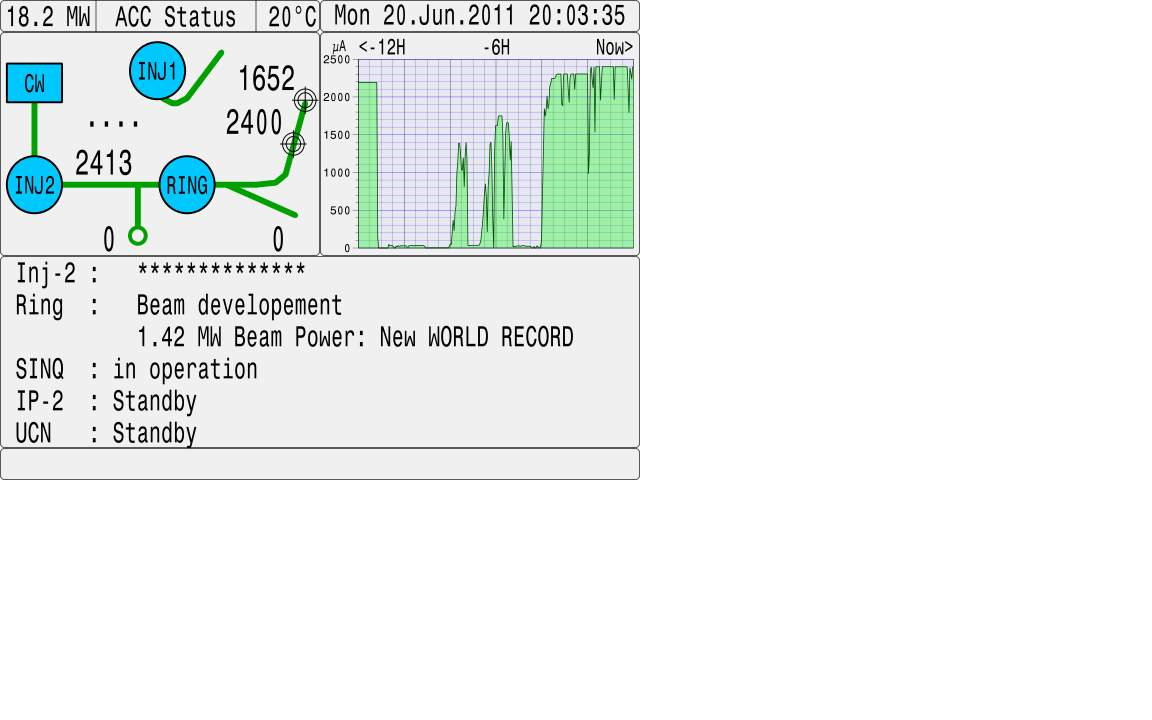 18.2 MW ACC Status 20°C Mon 20.Jun.2011 20:03:35
µA <-12H -6H Now>
2500
2000
1500
1000
500
0
INJ1
CW
1652
....
2400
2413
INJ2 RING
0 0
Inj-2 : **************
Ring : Beam developement
1.42 MW Beam Power: New WORLD RECORD
SINQ : in operation
IP-2 : Standby
UCN : Standby